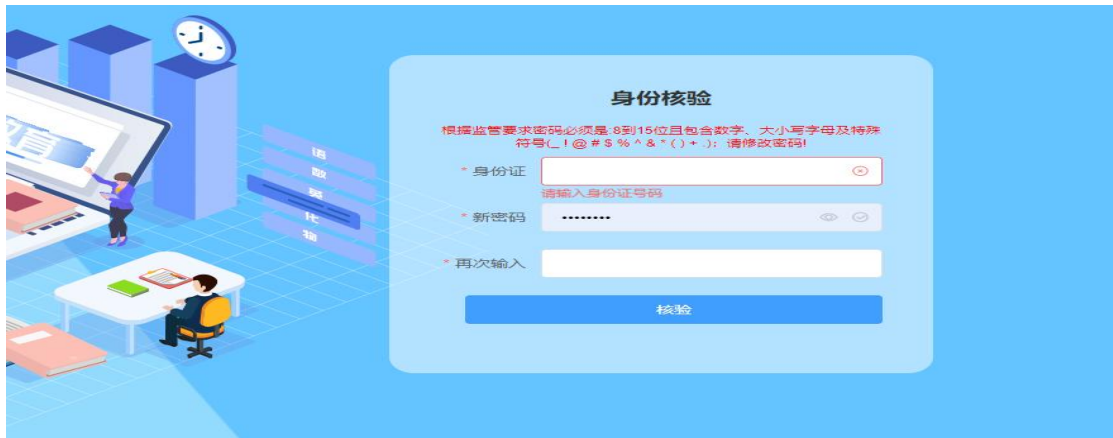 身份核验
根据监管要求密码必须是:8到15位且包含数字、大小写字母及特殊
符号(_ ! @ # $ % ^ & * ( ) + .)；请修改密码!
* 身份证
请输入身份证号码
* 新密码
••••••••
* 再次输入
核验
语
数
英
化
物